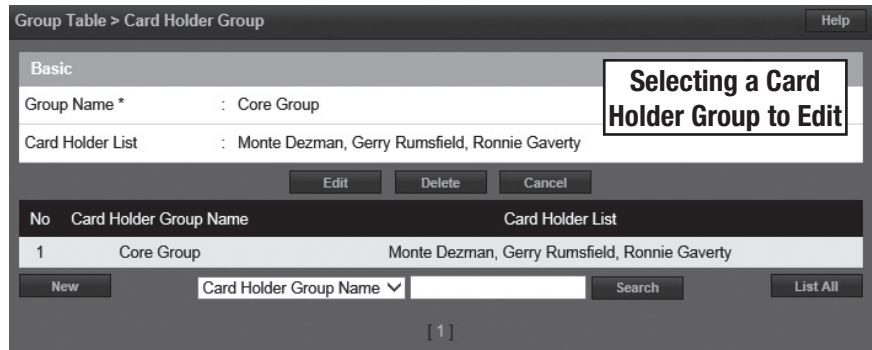 Group Table > Card Holder Group
Help
Basic
Selecting a Card
Holder Group to Edit
Group Name * : Core Group
Card Holder List : Monte Dezman, Gerry Rumsfield, Ronnie Gaverty
Edit Delete Cancel
No Card Holder Group Name Card Holder List
1 Core Group Monte Dezman, Gerry Rumsfield, Ronnie Gaverty
New Card Holder Group Name Search List All
[ 1 ]